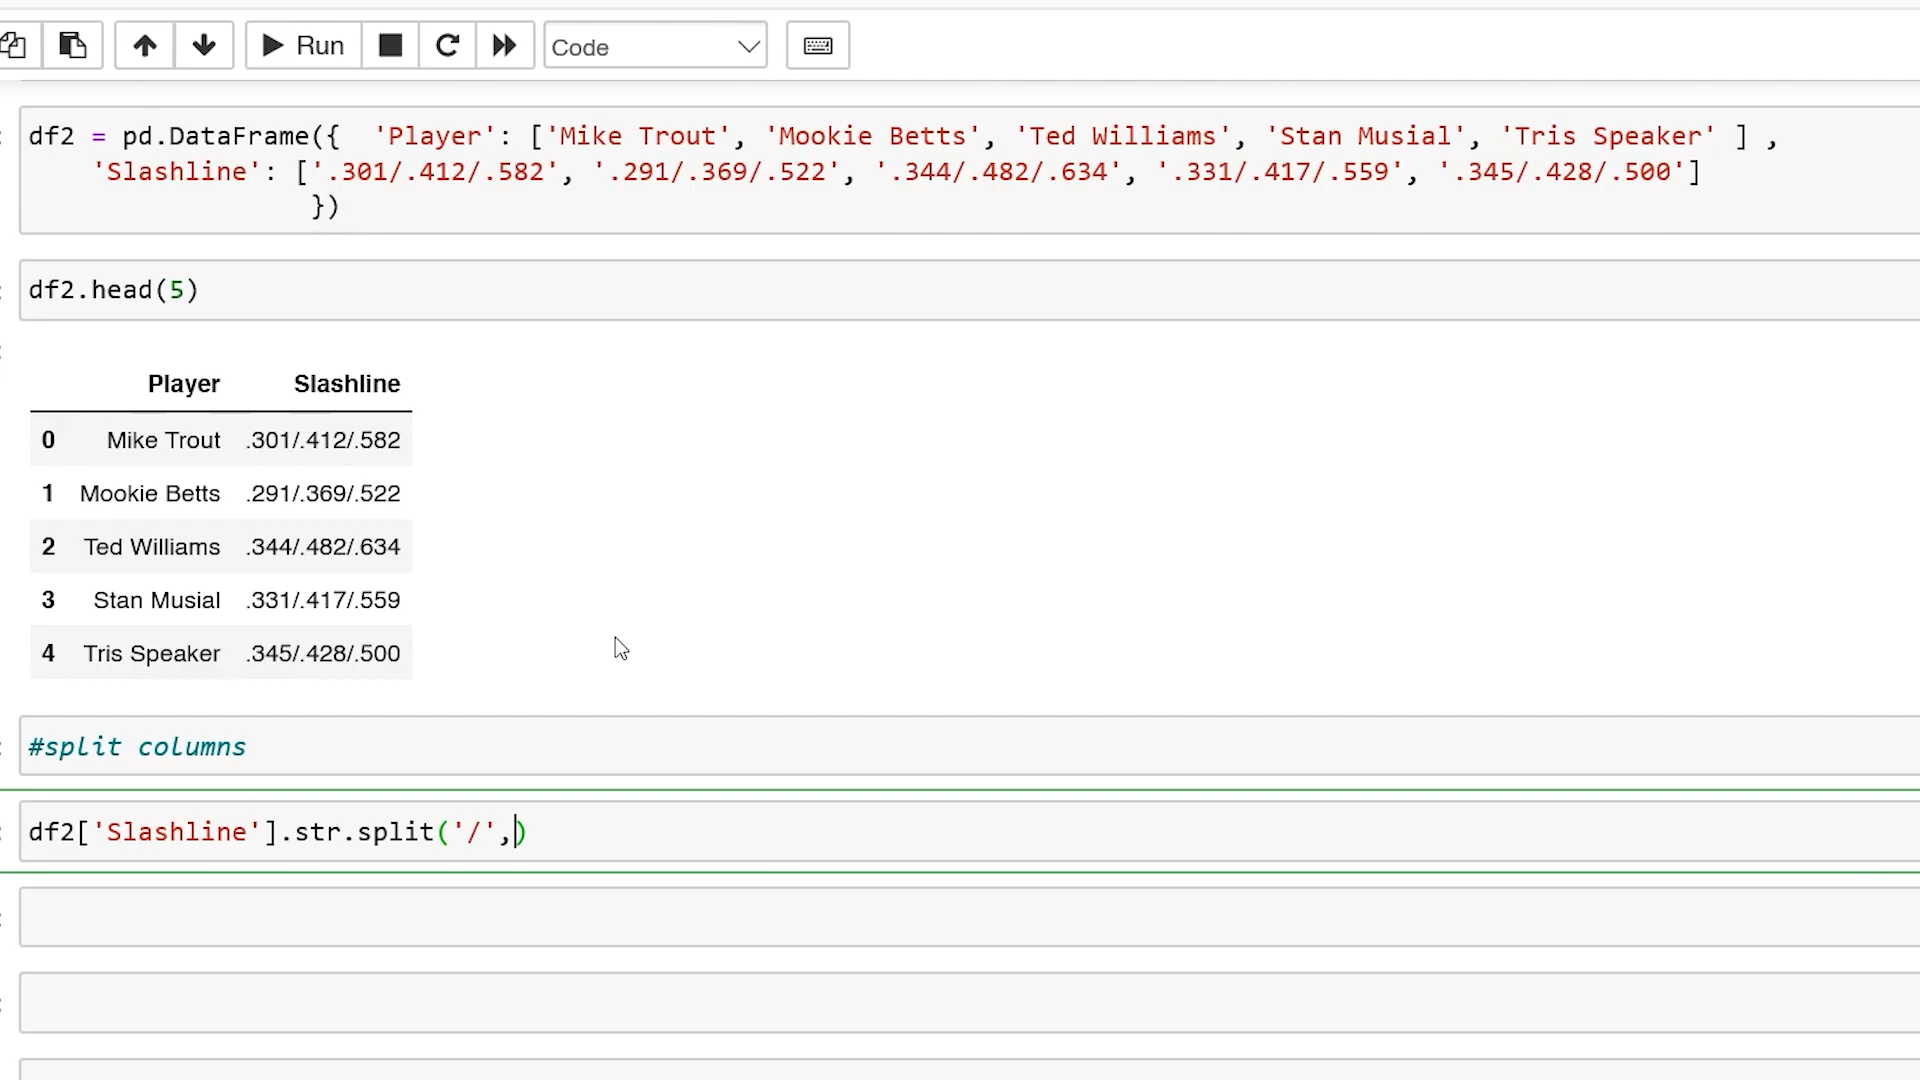 Run Code
df2 = pd.DataFrame({  'Player': ['Mike Trout', 'Mookie Betts', 'Ted Williams', 'Stan Musial', 'Tris Speaker' ] ,
'Slashline': ['.301/.412/.582', '.291/.369/.522', '.344/.482/.634', '.331/.417/.559', '.345/.428/.500']
})
df2.head(5)
Player Slashline
0 Mike Trout .301/.412/.582
1 Mookie Betts .291/.369/.522
2 Ted Williams .344/.482/.634
3 Stan Musial .331/.417/.559
4 Tris Speaker .345/.428/.500
#split columns
df2['Slashline'].str.split('/',)